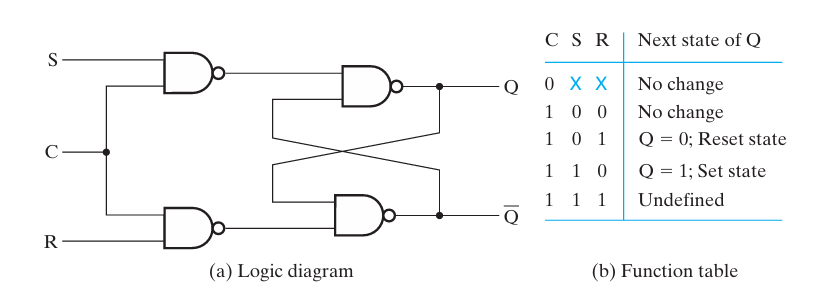 S
C
R
Q
Q̅
(a) Logic diagram
C S R Next state of Q
0 X X No change
1 0 0 No change
1 0 1 Q = 0; Reset state
1 1 0 Q = 1; Set state
1 1 1 Undefined
(b) Function table